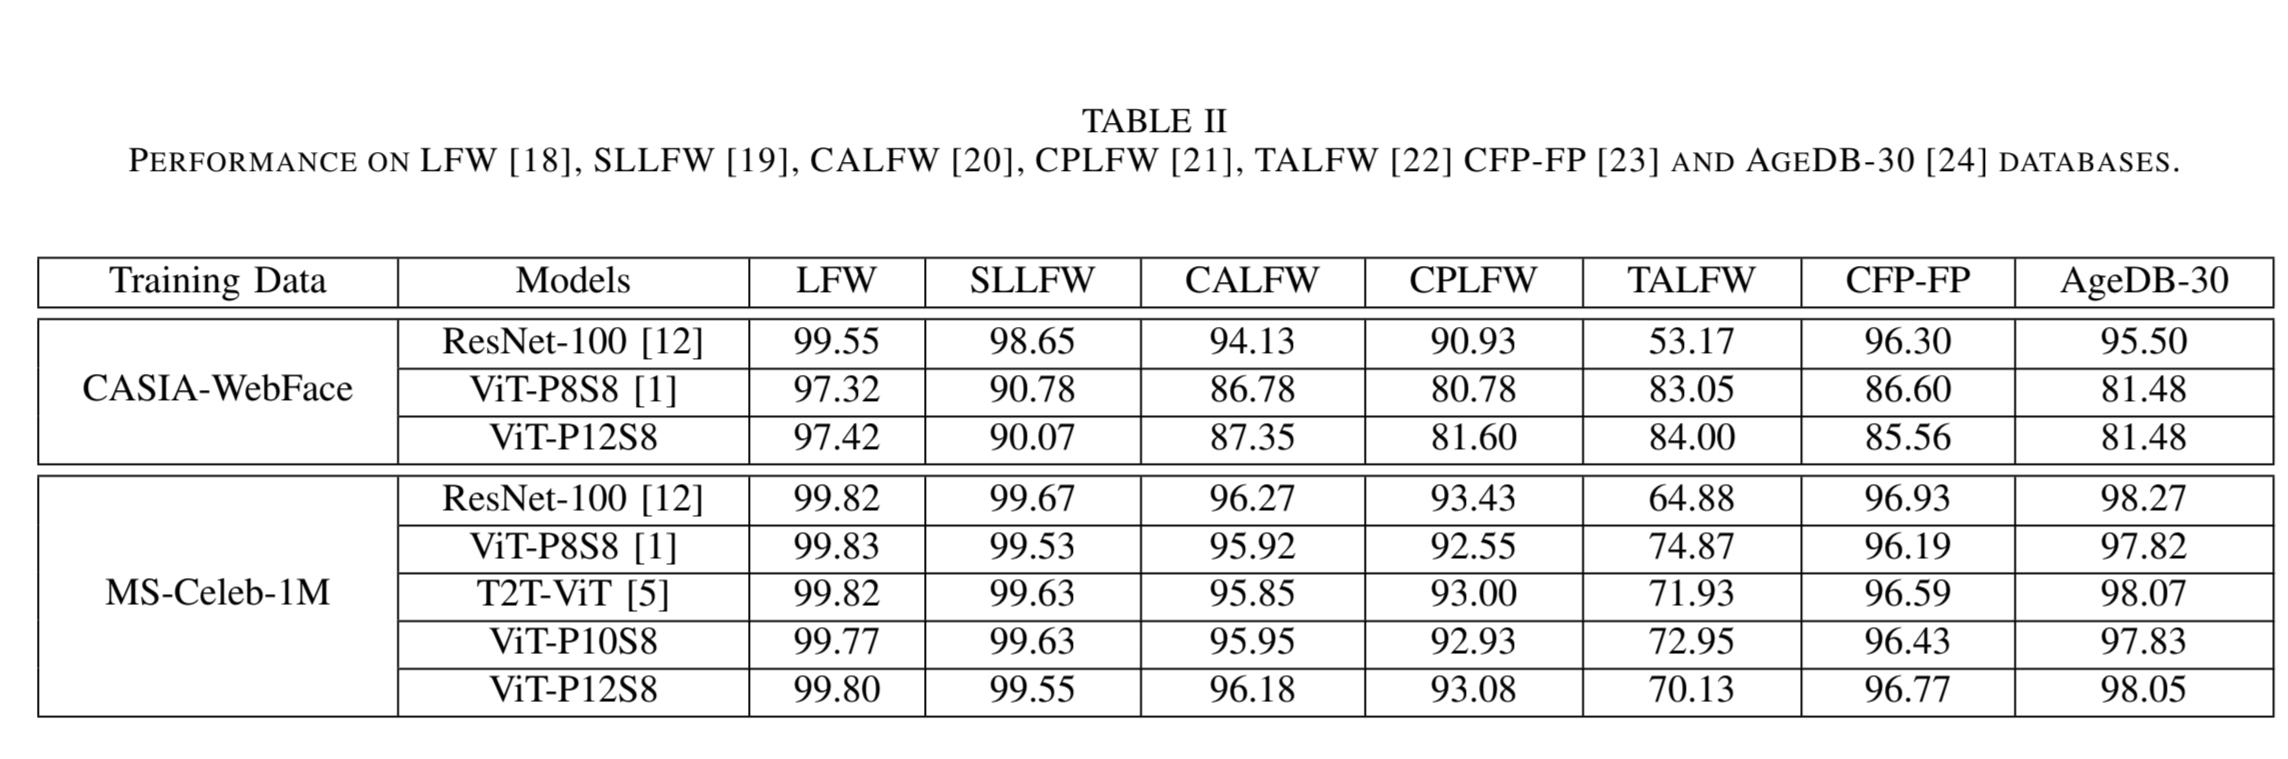 TABLE II
PERFORMANCE ON LFW [18], SLLFW [19], CALFW [20], CPLFW [21], TALFW [22] CFP-FP [23] AND AGEDB-30 [24] DATABASES.
Training Data Models LFW SLLFW CALFW CPLFW TALFW CFP-FP AgeDB-30
CASIA-WebFace
ResNet-100 [12] 99.55 98.65 94.13 90.93 53.17 96.30 95.50
ViT-P8S8 [1] 97.32 90.78 86.78 80.78 83.05 86.60 81.48
ViT-P12S8 97.42 90.07 87.35 81.60 84.00 85.56 81.48
MS-Celeb-1M
ResNet-100 [12] 99.82 99.67 96.27 93.43 64.88 96.93 98.27
ViT-P8S8 [1] 99.83 99.53 95.92 92.55 74.87 96.19 97.82
T2T-ViT [5] 99.82 99.63 95.85 93.00 71.93 96.59 98.07
ViT-P10S8 99.77 99.63 95.95 92.93 72.95 96.43 97.83
ViT-P12S8 99.80 99.55 96.18 93.08 70.13 96.77 98.05